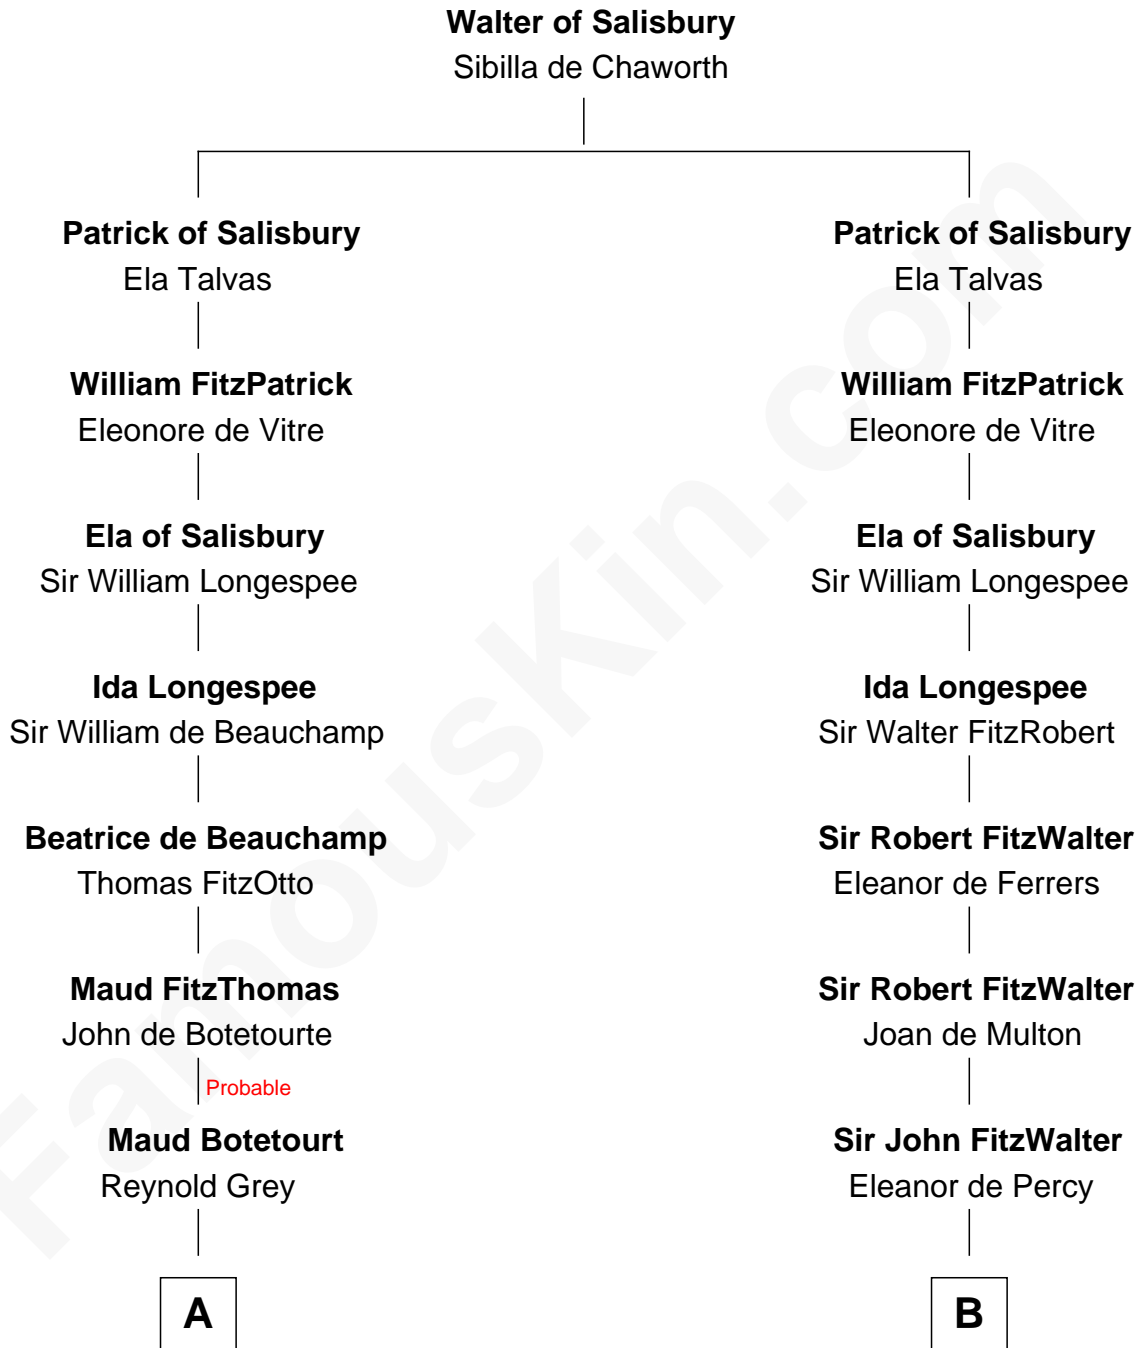 Walter of Salisbury
Sibilla de Chaworth
Patrick of Salisbury
Ela Talvas
William FitzPatrick
Eleonore de Vitre
Ela of Salisbury
Sir William Longespee
Ida Longespee
Sir William de Beauchamp
Beatrice de Beauchamp
Thomas FitzOtto
Maud FitzThomas
John de Botetourte
Probable
Maud Botetourt
Reynold Grey
A
Patrick of Salisbury
Ela Talvas
William FitzPatrick
Eleonore de Vitre
Ela of Salisbury
Sir William Longespee
Ida Longespee
Sir Walter FitzRobert
Sir Robert FitzWalter
Eleanor de Ferrers
Sir Robert FitzWalter
Joan de Multon
Sir John FitzWalter
Eleanor de Percy
B
FamousKin.com